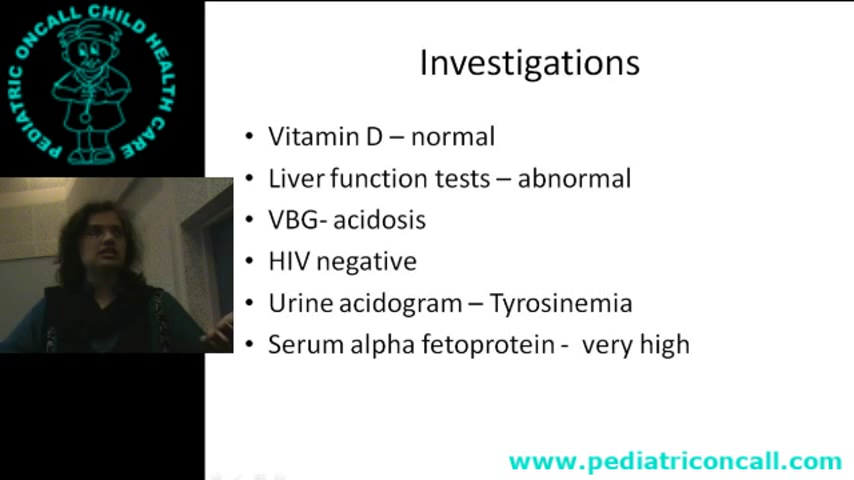 PEDIATRIC ONCALL CHILD HEALTH CARE
Investigations
• Vitamin D – normal
• Liver function tests – abnormal
• VBG- acidosis
• HIV negative
• Urine acidogram – Tyrosinemia
• Serum alpha fetoprotein - very high
www.pediatriconcall.com